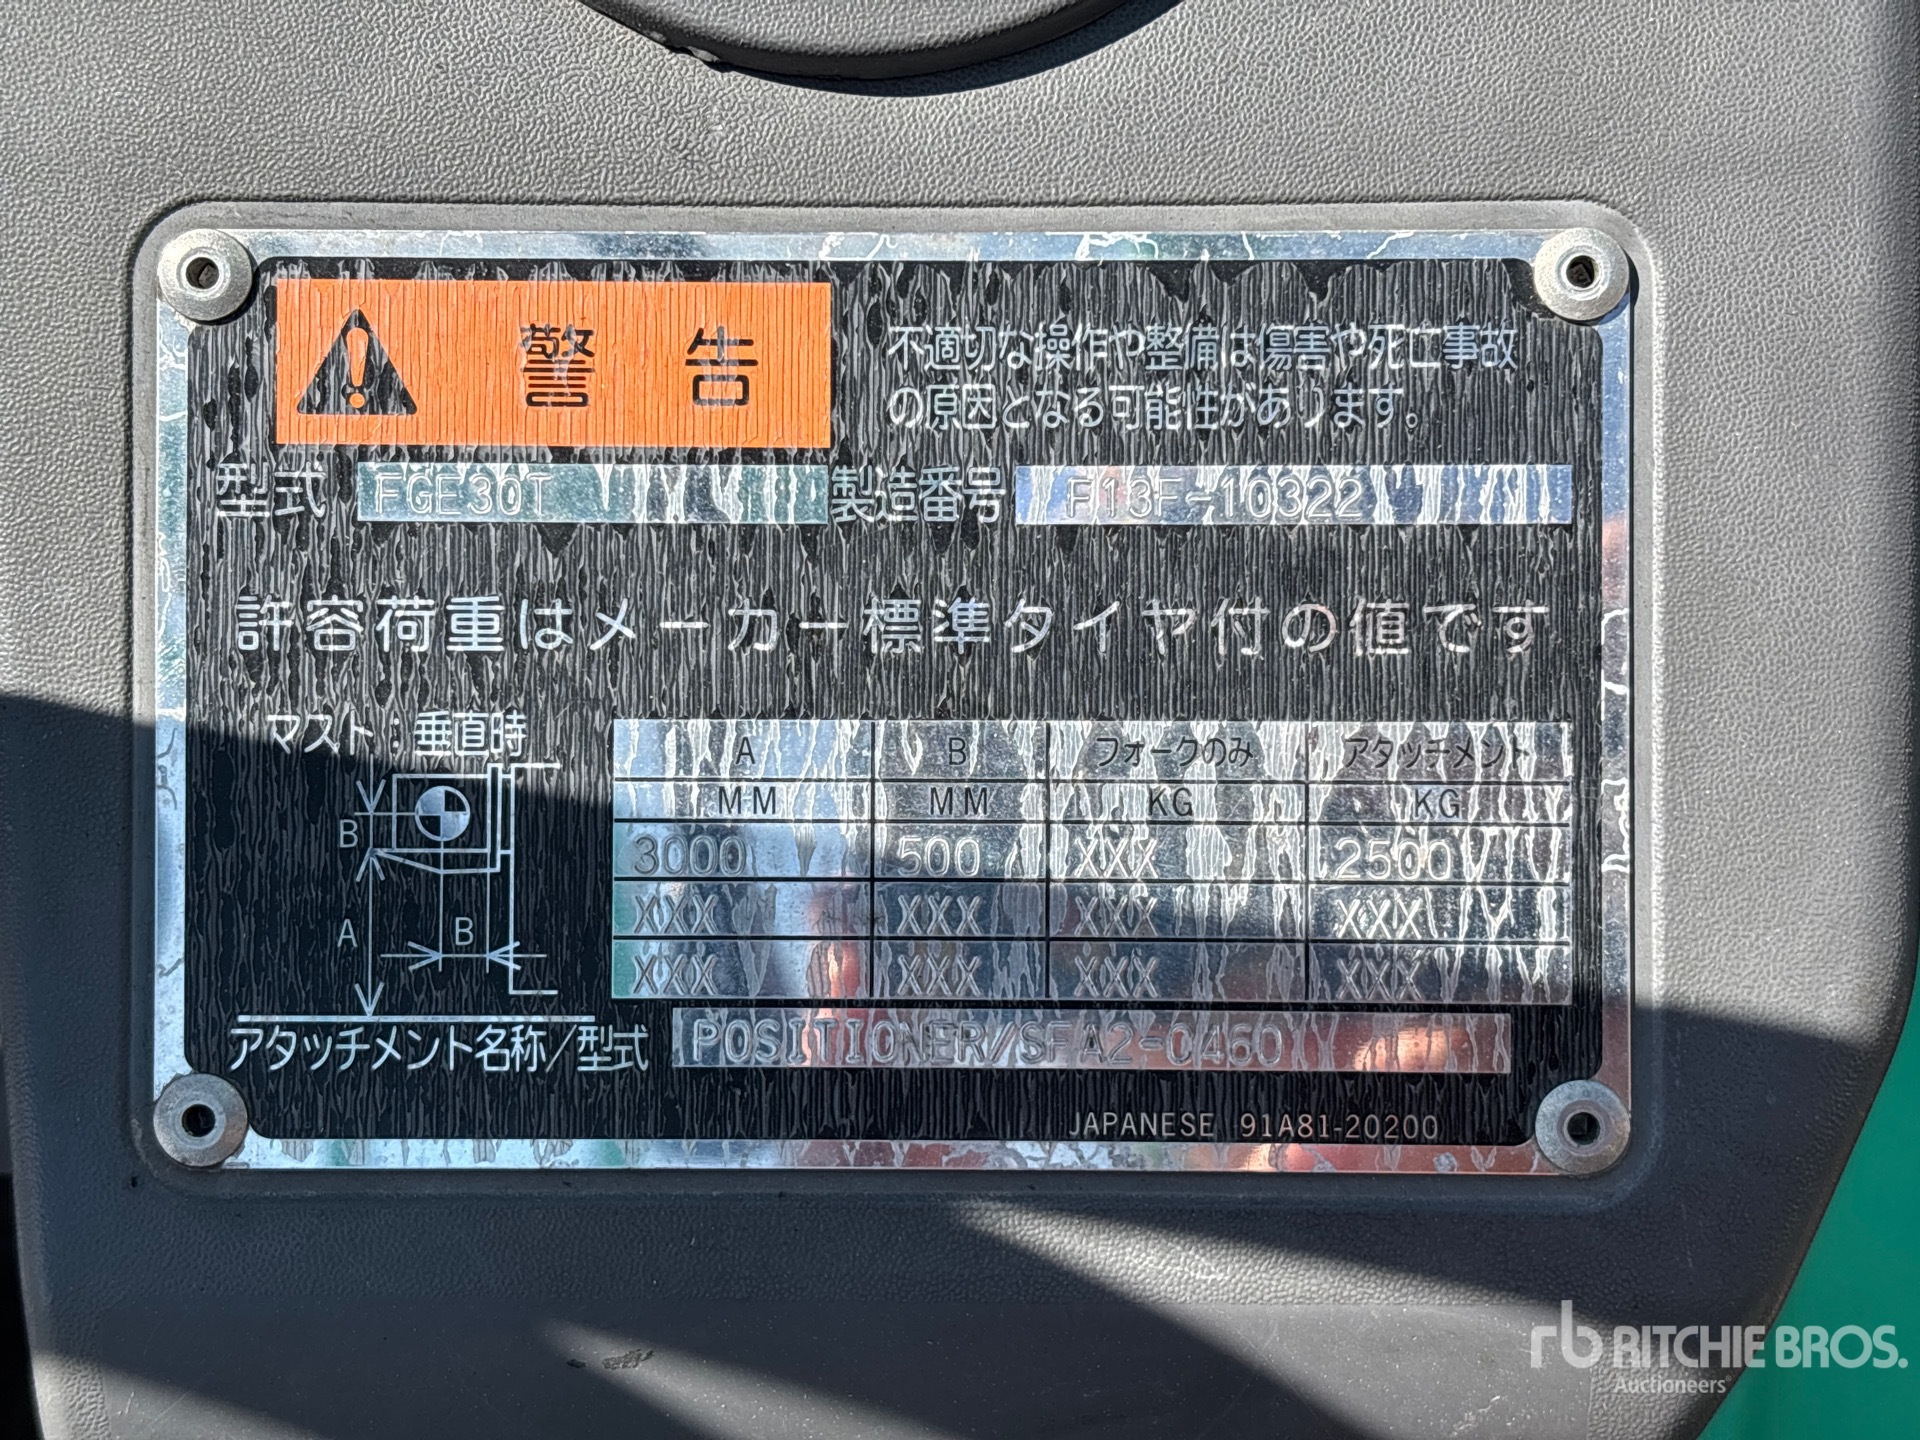 警告
不適切な操作や整備は傷害や死亡事故
の原因となる可能性があります。
型式 FGE30T 製造番号 F13F-10322
許容荷重はメーカー標準タイヤ付の値です
マスト:垂直時
B
A
B
A B フォークのみ アタッチメント
MM MM KG KG
3000 500 XXX 2500
XXX XXX XXX XXX
XXX XXX XXX XXX
アタッチメント名称/型式 POSITIONER/SFA2-C460
JAPANESE 91A81-20200
rb RITCHIE BROS.
Auctioneers